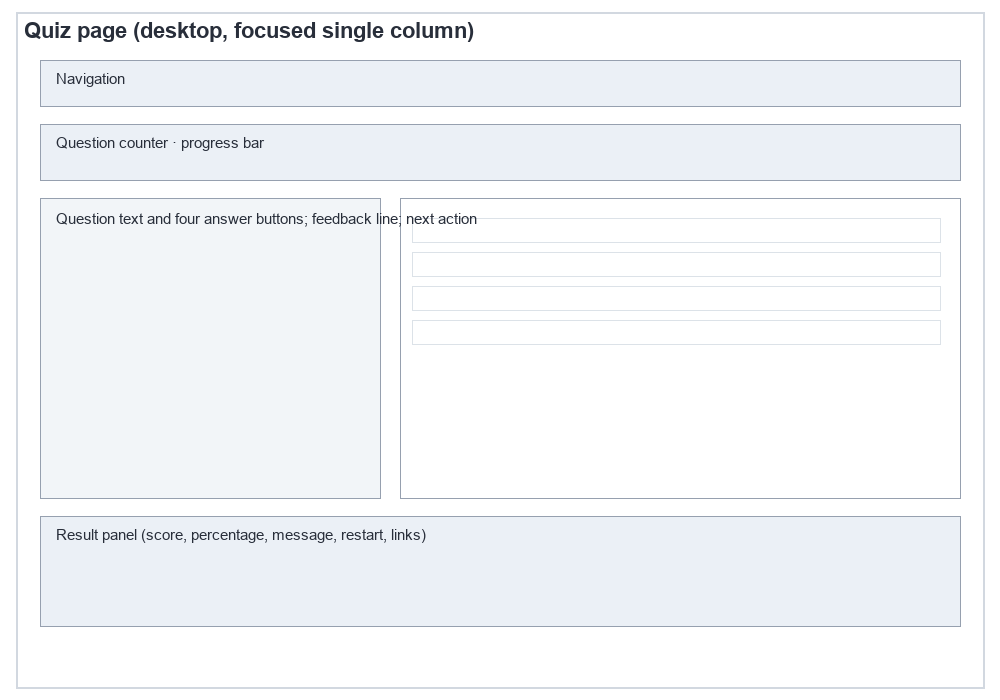 Quiz page (desktop, focused single column)
Navigation
Question counter · progress bar
Question text and four answer buttons; feedback line; next action
Result panel (score, percentage, message, restart, links)